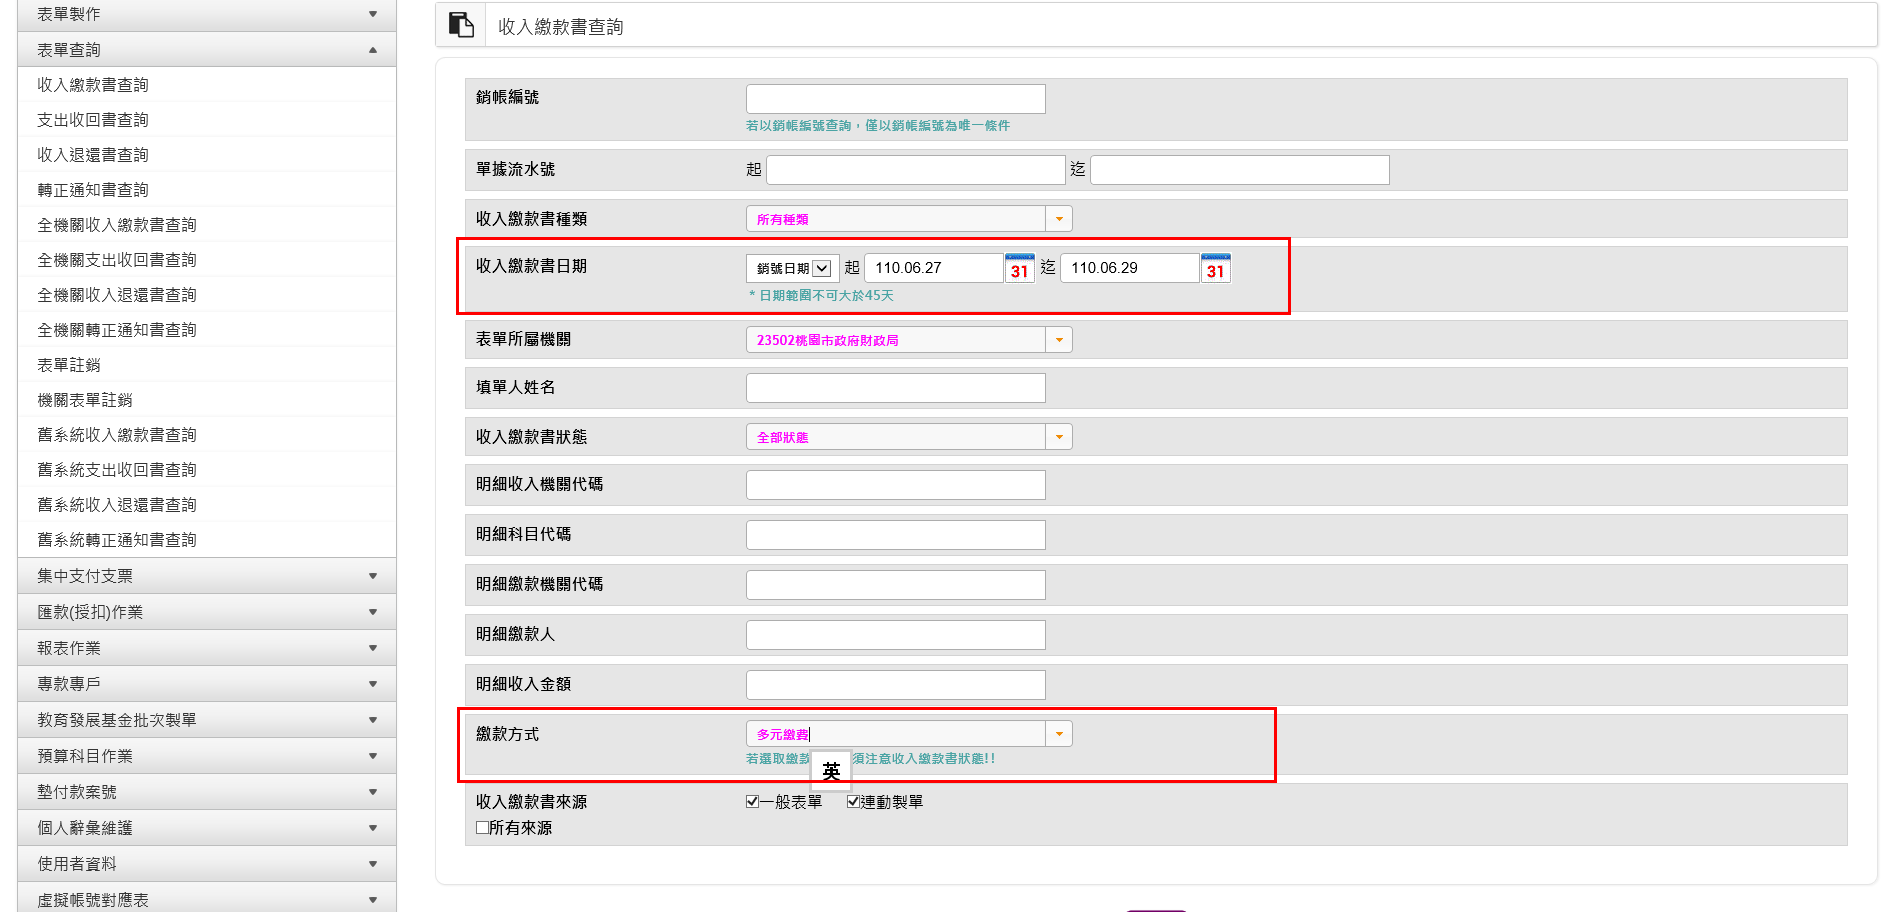 表單製作
表單查詢
收入繳款書查詢
支出收回書查詢
收入退還書查詢
轉正通知書查詢
全機關收入繳款書查詢
全機關支出收回書查詢
全機關收入退還書查詢
全機關轉正通知書查詢
表單註銷
機關表單註銷
舊系統收入繳款書查詢
舊系統支出收回書查詢
舊系統收入退還書查詢
舊系統轉正通知書查詢
集中支付支票
匯款(授扣)作業
報表作業
專款專戶
教育發展基金批次製單
預算科目作業
墊付款案號
個人辭彙維護
使用者資料
虛擬帳號對應表
收入繳款書查詢
銷帳編號
若以銷帳編號查詢，僅以銷帳編號為唯一條件
單據流水號 起 迄
收入繳款書種類 所有種類
收入繳款書日期 銷號日期 起 110.06.27 31 迄 110.06.29 31
* 日期範圍不可大於45天
表單所屬機關 23502桃園市政府財政局
填單人姓名
收入繳款書狀態 全部狀態
明細收入機關代碼
明細科目代碼
明細繳款機關代碼
明細繳款人
明細收入金額
繳款方式 多元繳費
若選取繳款 須注意收入繳款書狀態!!
英
收入繳款書來源 一般表單 連動製單
所有來源